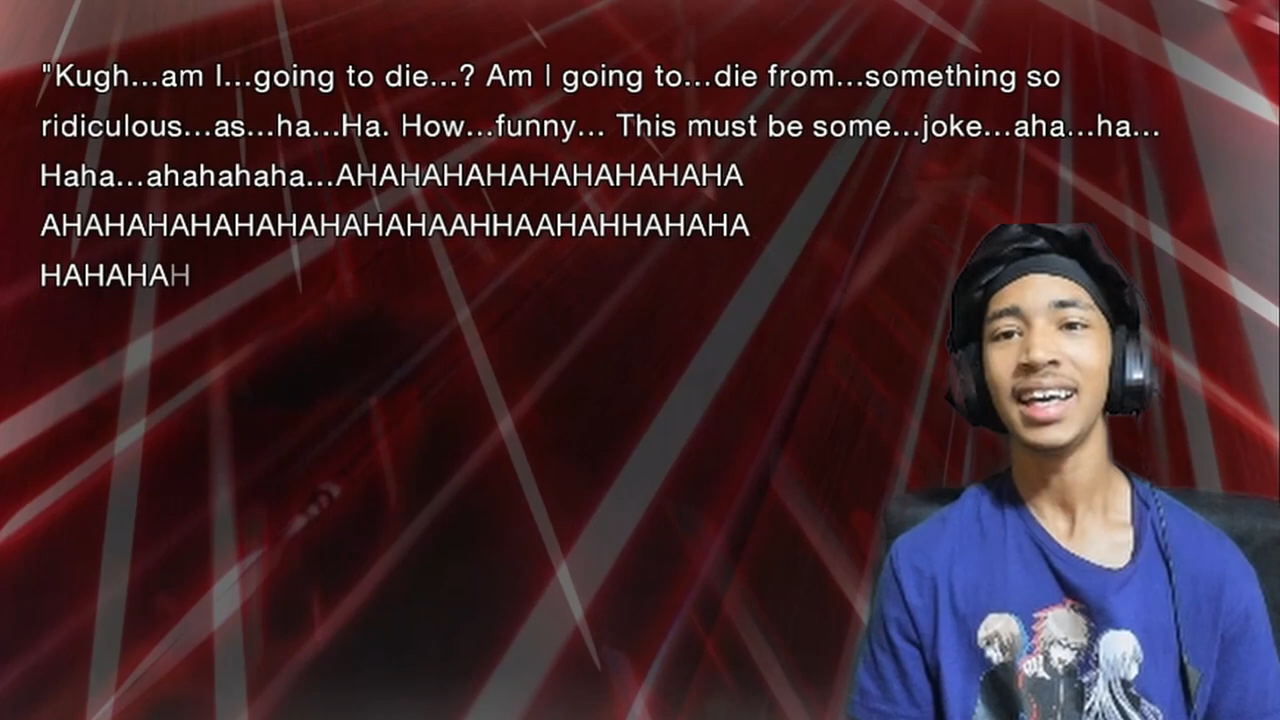 "Kugh...am I...going to die...? Am I going to...die from...something so
ridiculous...as...ha...Ha. How...funny... This must be some...joke...aha...ha...
Haha...ahahahaha...AHAHAHAHAHAHAHAHAHA
AHAHAHAHAHAHAHAHAHAAHHAAHAHHAHAHA
HAHAHAH